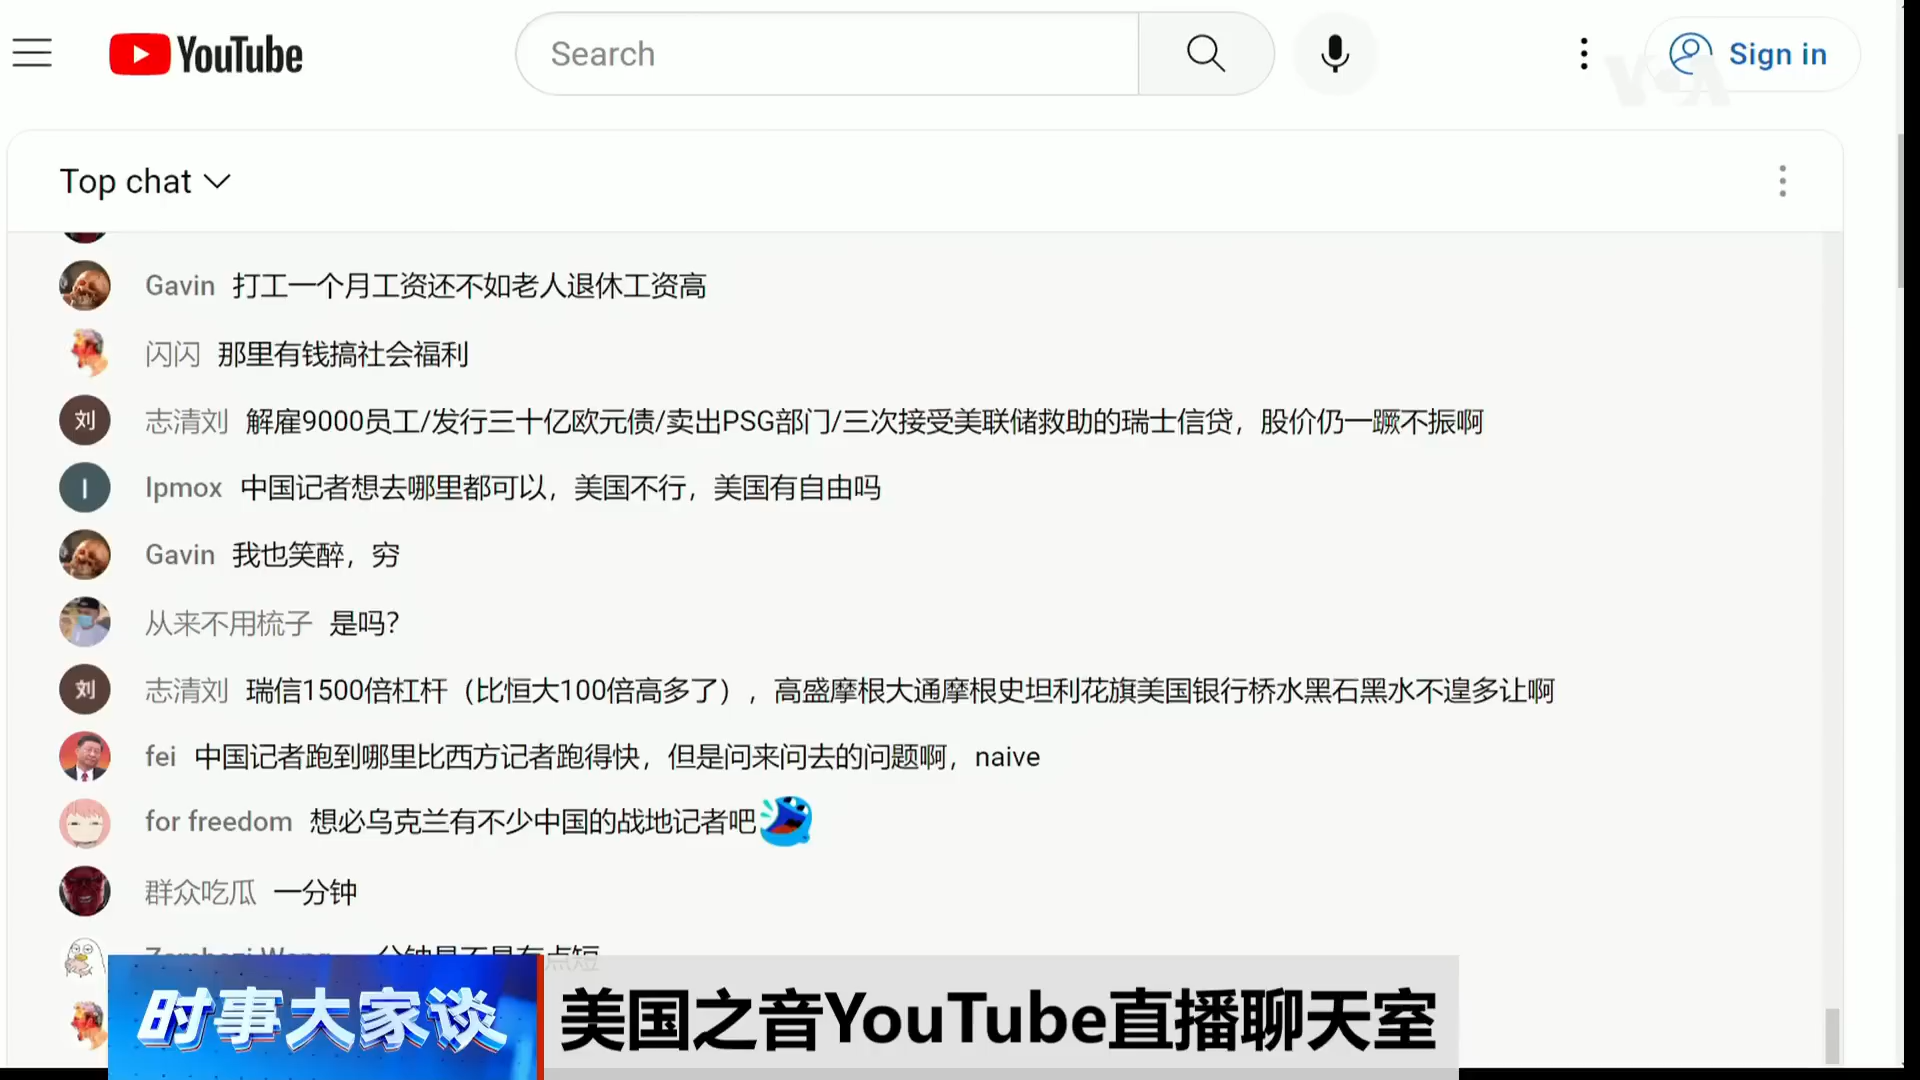 YouTube
Search
Sign in
VOA
Top chat
Gavin 打工一个月工资还不如老人退休工资高
闪闪 那里有钱搞社会福利
刘 志清刘 解雇9000员工/发行三十亿欧元债/卖出PSG部门/三次接受美联储救助的瑞士信贷，股价仍一蹶不振啊
I Ipmox 中国记者想去哪里都可以，美国不行，美国有自由吗
Gavin 我也笑醉，穷
从来不用梳子 是吗？
刘 志清刘 瑞信1500倍杠杆（比恒大100倍高多了），高盛摩根大通摩根史坦利花旗美国银行桥水黑石黑水不遑多让啊
fei 中国记者跑到哪里比西方记者跑得快，但是问来问去的问题啊，naive
for freedom 想必乌克兰有不少中国的战地记者吧
群众吃瓜 一分钟
一分钟是不是有点短
时事大家谈
美国之音YouTube直播聊天室